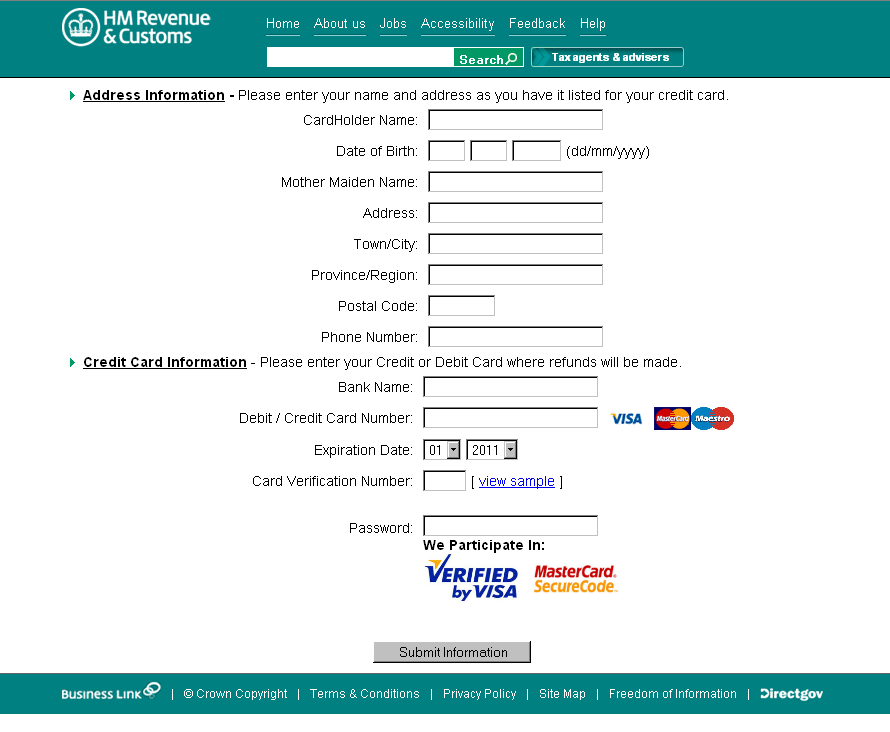 HM Revenue & Customs
Home About us Jobs Accessibility Feedback Help
Search Tax agents & advisers
Address Information - Please enter your name and address as you have it listed for your credit card.
CardHolder Name:
Date of Birth: (dd/mm/yyyy)
Mother Maiden Name:
Address:
Town/City:
Province/Region:
Postal Code:
Phone Number:
Credit Card Information - Please enter your Credit or Debit Card where refunds will be made.
Bank Name:
Debit / Credit Card Number: VISA MasterCard Maestro
Expiration Date: 01 2011
Card Verification Number: [ view sample ]
Password:
We Participate In:
VERIFIED by VISA MasterCard. SecureCode.
Submit Information
Business Link | © Crown Copyright | Terms & Conditions | Privacy Policy | Site Map | Freedom of Information | Directgov